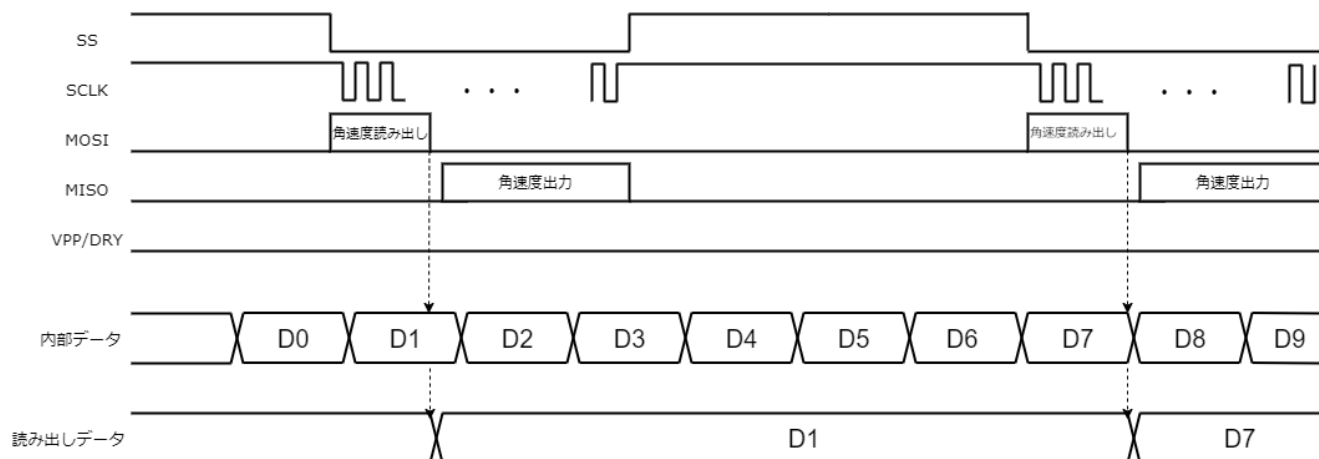 SS
SCLK
. . .
. . .
MOSI
角速度読み出し
角速度読み出し
MISO
角速度出力
角速度出力
VPP/DRY
内部データ
D0
D1
D2
D3
D4
D5
D6
D7
D8
D9
読み出しデータ
D1
D7